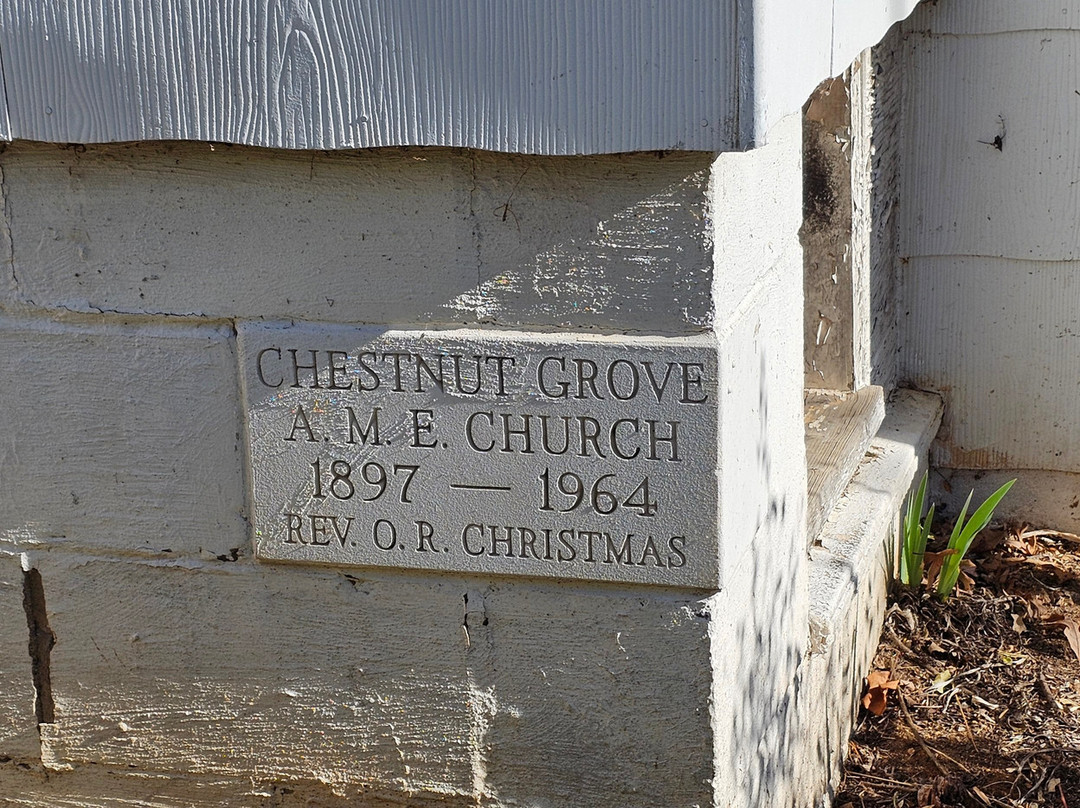 CHESTNUT GROVE
A. M. E. CHURCH
1897 — 1964
REV. O. R. CHRISTMAS